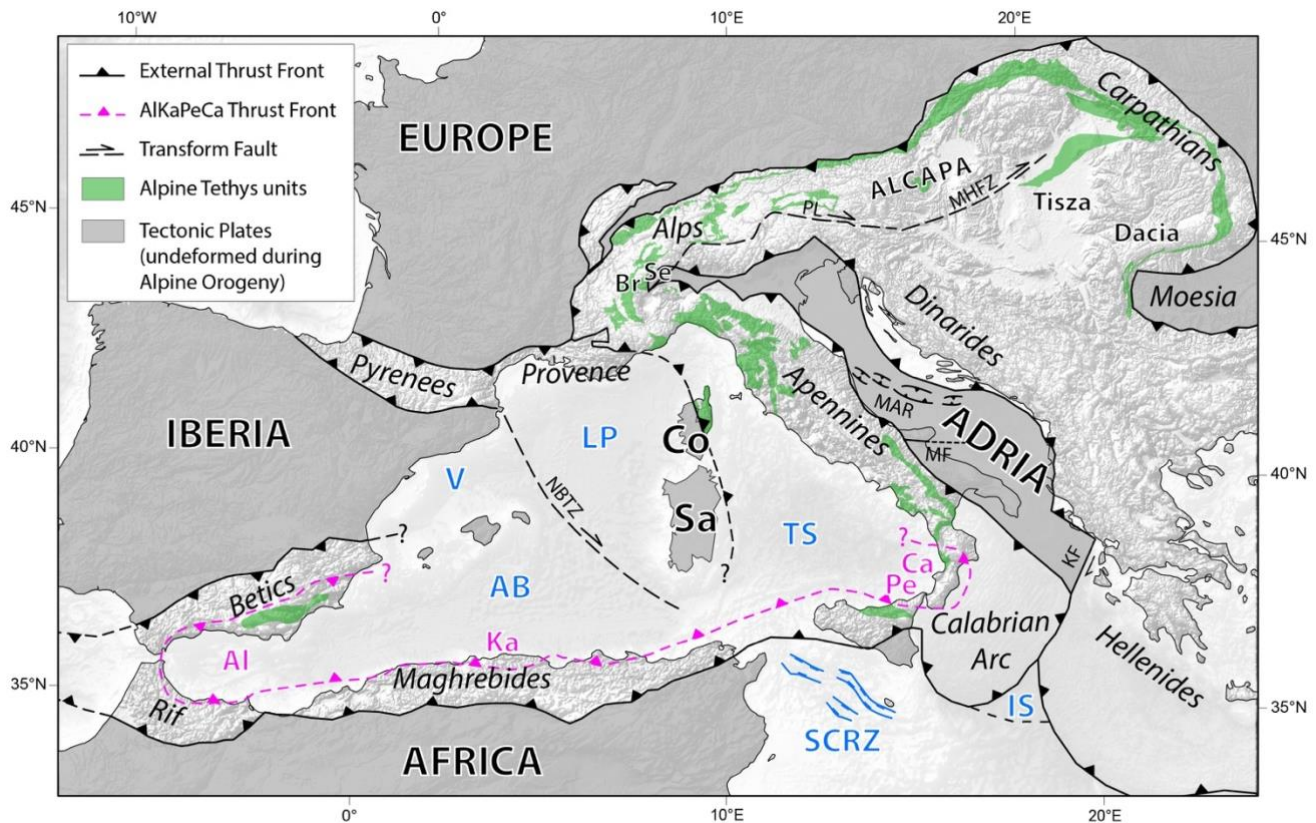 10°W
0°
10°E
20°E
External Thrust Front
AlKaPeCa Thrust Front
Transform Fault
Alpine Tethys units
Tectonic Plates
(undeformed during
Alpine Orogeny)
EUROPE
Carpathians
ALCAPA
MHFZ
Tisza
45°N
PL
Alps
Dacia
45°N
Br
Se
Moesia
Dinarides
Pyrenees
Provence
Apennines
MAR
IBERIA
LP
Co
ADRIA
40°N
MF
40°N
V
NBTZ
Sa
TS
?
?
KF
?
?
Ca
Betics
AB
Pe
Al
Ka
Calabrian
Arc
Hellenides
35°N
Maghrebides
Rif
IS
35°N
SCRZ
AFRICA
0°
10°E
20°E